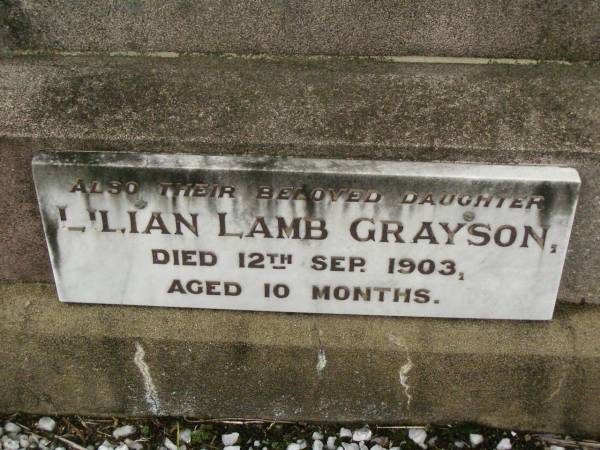 ALSO THEIR BELOVED DAUGHTER
LILIAN LAMB GRAYSON,
DIED 12TH SEP. 1903,
AGED 10 MONTHS.